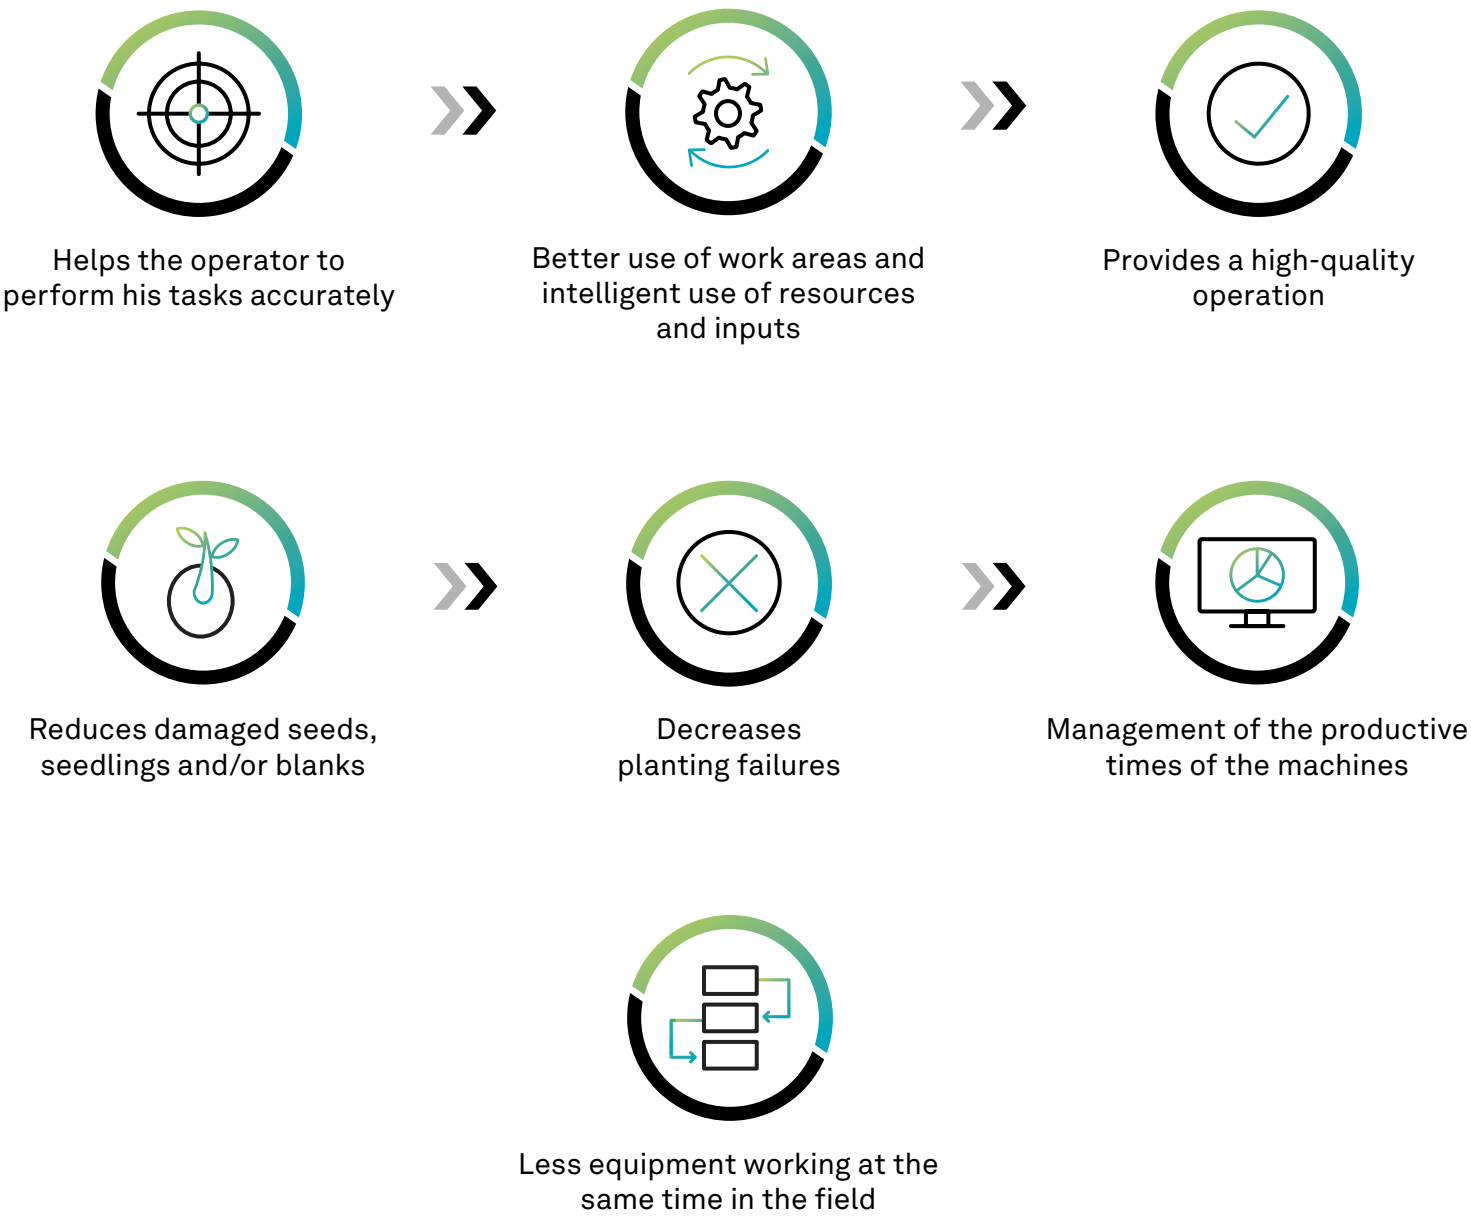 Helps the operator to
perform his tasks accurately
Better use of work areas and
intelligent use of resources
and inputs
Provides a high-quality
operation
Reduces damaged seeds,
seedlings and/or blanks
Decreases
planting failures
Management of the productive
times of the machines
Less equipment working at the
same time in the field